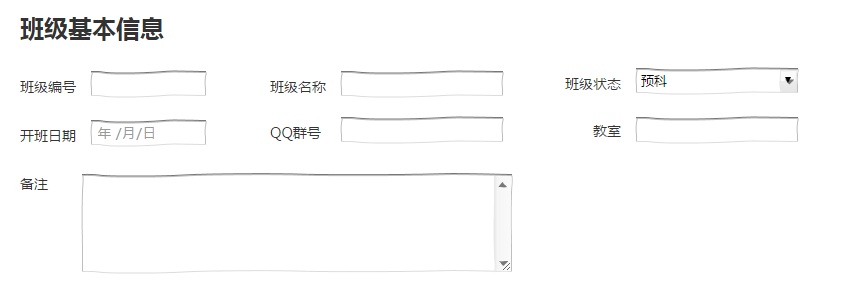 班级基本信息
班级编号 班级名称 班级状态 预科
开班日期 年 /月/日 QQ群号 教室
备注